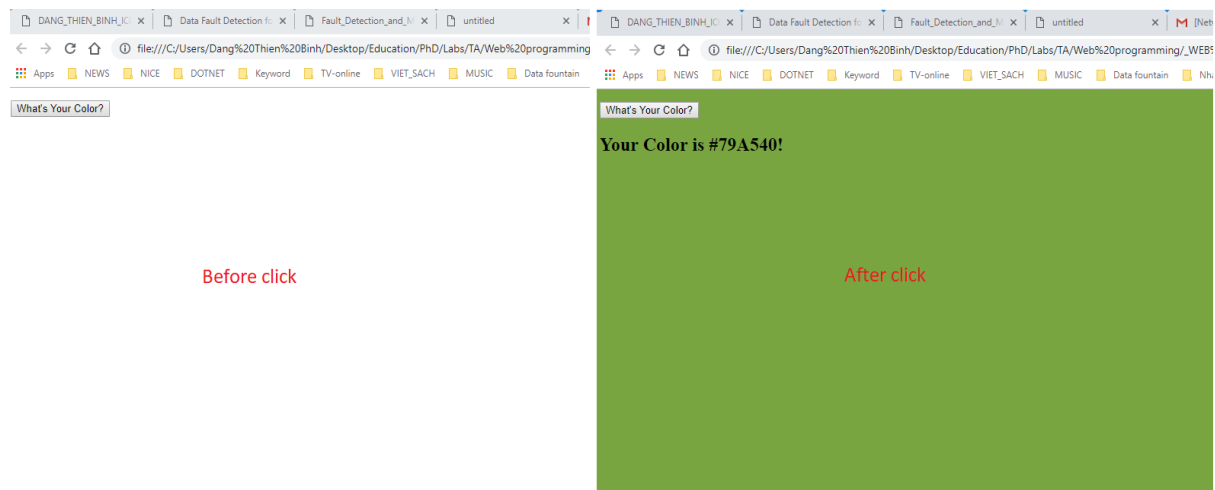 DANG_THIEN_BINH_IC
Data Fault Detection fo
Fault_Detection_and_M
untitled
file:///C:/Users/Dang%20Thien%20Binh/Desktop/Education/PhD/Labs/TA/Web%20programming
Apps NEWS NICE DOTNET Keyword TV-online VIET_SACH MUSIC Data fountain
What's Your Color?
Before click
DANG_THIEN_BINH_IC
Data Fault Detection fo
Fault_Detection_and_M
untitled
M [Net
file:///C:/Users/Dang%20Thien%20Binh/Desktop/Education/PhD/Labs/TA/Web%20programming/_WEB%
Apps NEWS NICE DOTNET Keyword TV-online VIET_SACH MUSIC Data fountain Nha
What's Your Color?
Your Color is #79A540!
After click